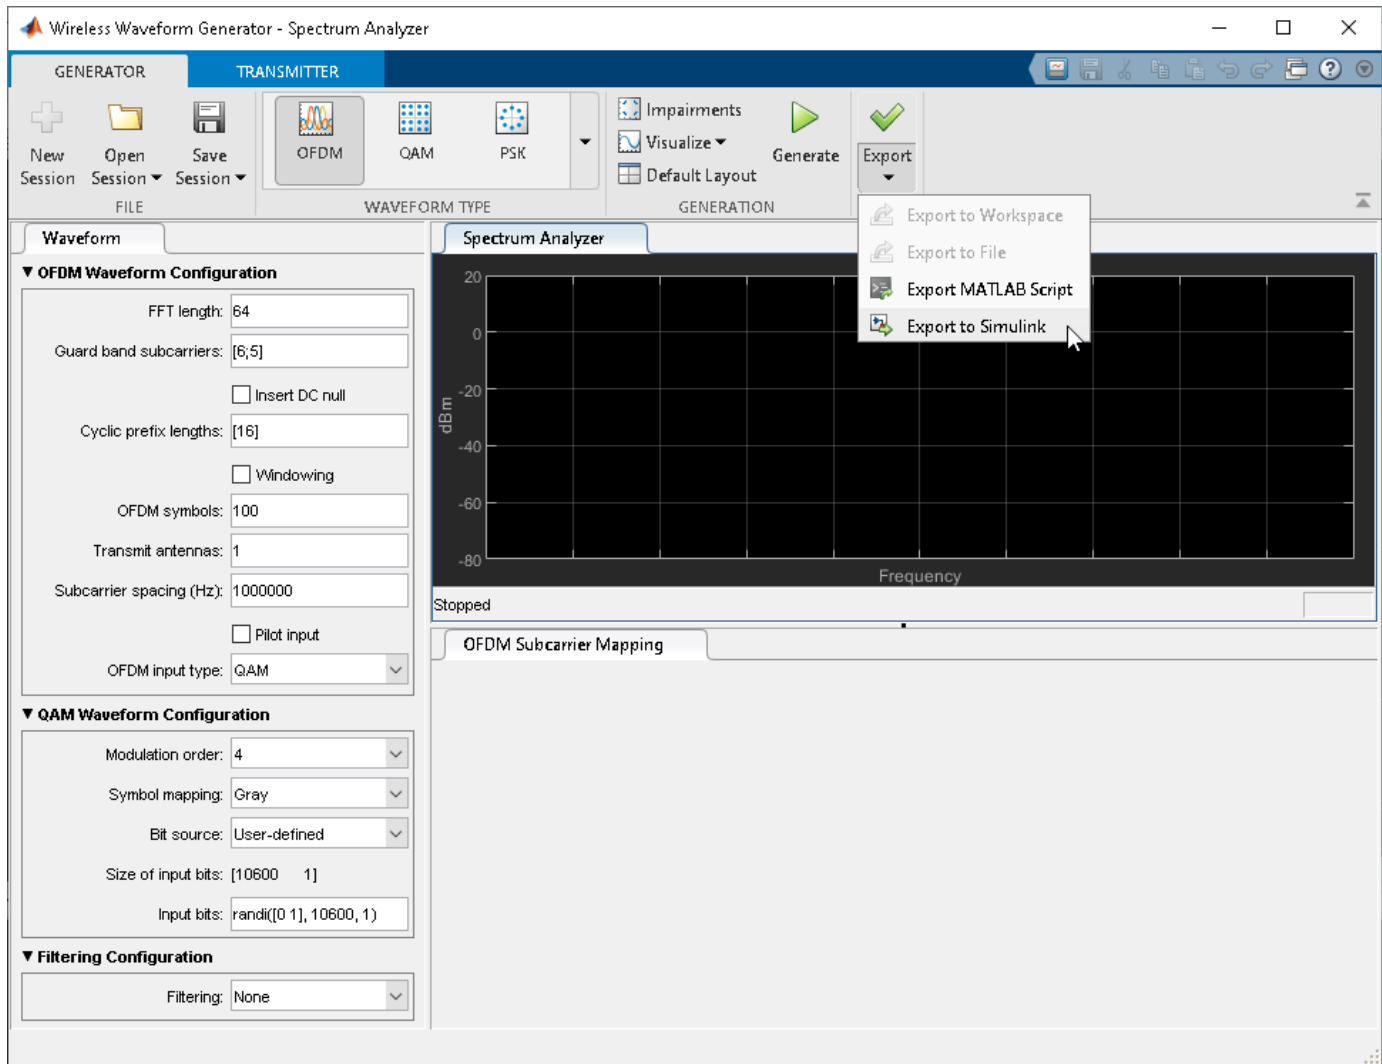 Wireless Waveform Generator - Spectrum Analyzer
GENERATOR
TRANSMITTER
New Session
Open Session
Save Session
FILE
OFDM
QAM
PSK
WAVEFORM TYPE
Impairments
Visualize
Default Layout
Generate
GENERATION
Export
Export to Workspace
Export to File
Export MATLAB Script
Export to Simulink
Waveform
OFDM Waveform Configuration
FFT length: 64
Guard band subcarriers: [6;5]
Insert DC null
Cyclic prefix lengths: [16]
Windowing
OFDM symbols: 100
Transmit antennas: 1
Subcarrier spacing (Hz): 1000000
Pilot input
OFDM input type: QAM
QAM Waveform Configuration
Modulation order: 4
Symbol mapping: Gray
Bit source: User-defined
Size of input bits: [10600 1]
Input bits: randi([0 1], 10600, 1)
Filtering Configuration
Filtering: None
Spectrum Analyzer
20
0
-20
-40
-60
-80
dBm
Frequency
Stopped
OFDM Subcarrier Mapping